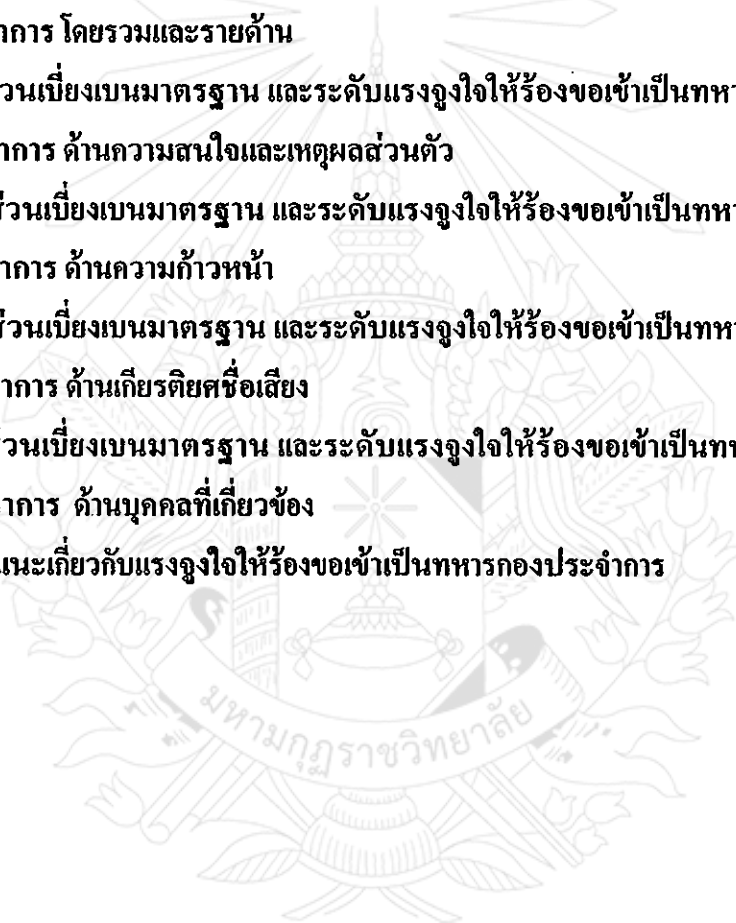 าการ โดยรวมและรายด้าน
วนเบี่ยงเบนมาตรฐาน และระดับแรงจูงใจให้ร้องขอเข้าเป็นทหา
าการ ด้านความสนใจและเหตุผลส่วนตัว
ส่วนเบี่ยงเบนมาตรฐาน และระดับแรงจูงใจให้ร้องขอเข้าเป็นทหา
าการ ด้านความก้าวหน้า
ส่วนเบี่ยงเบนมาตรฐาน และระดับแรงจูงใจให้ร้องขอเข้าเป็นทหา
าการ ด้านเกียรติยศชื่อเสียง
วนเบี่ยงเบนมาตรฐาน และระดับแรงจูงใจให้ร้องขอเข้าเป็นทห
าการ ด้านบุคคลที่เกี่ยวข้อง
แนะเกี่ยวกับแรงจูงใจให้ร้องขอเข้าเป็นทหารกองประจำการ
มหามกุฏราชวิทยาลัย